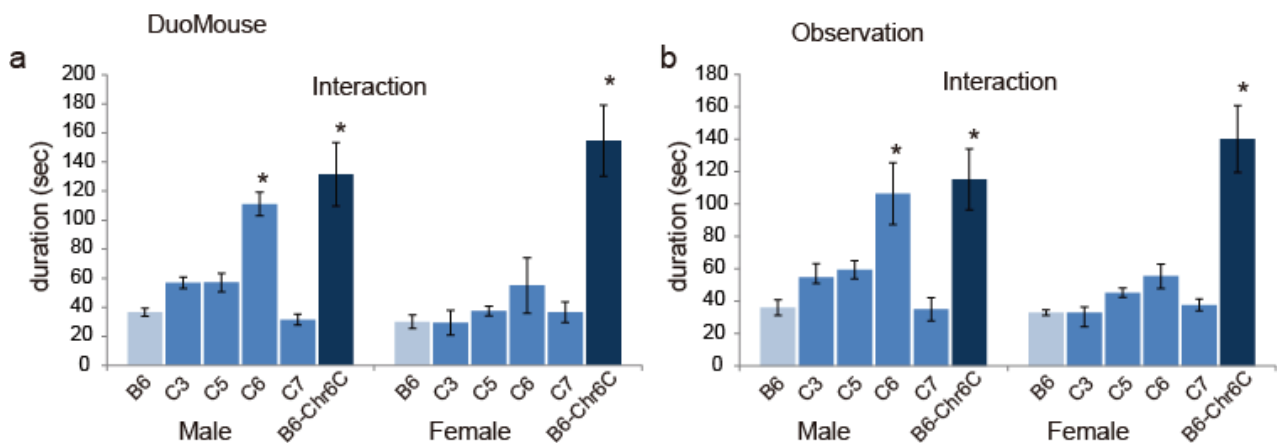 DuoMouse
a
Interaction
duration (sec)
200
180
160
140
120
100
80
60
40
20
0
* * *
B6 C3 C5 C6 C7 B6-Chr6C B6 C3 C5 C6 C7 B6-Chr6C
Male Female
Observation
b
Interaction
duration (sec)
180
160
140
120
100
80
60
40
20
0
* * *
B6 C3 C5 C6 C7 B6-Chr6C B6 C3 C5 C6 C7 B6-Chr6C
Male Female